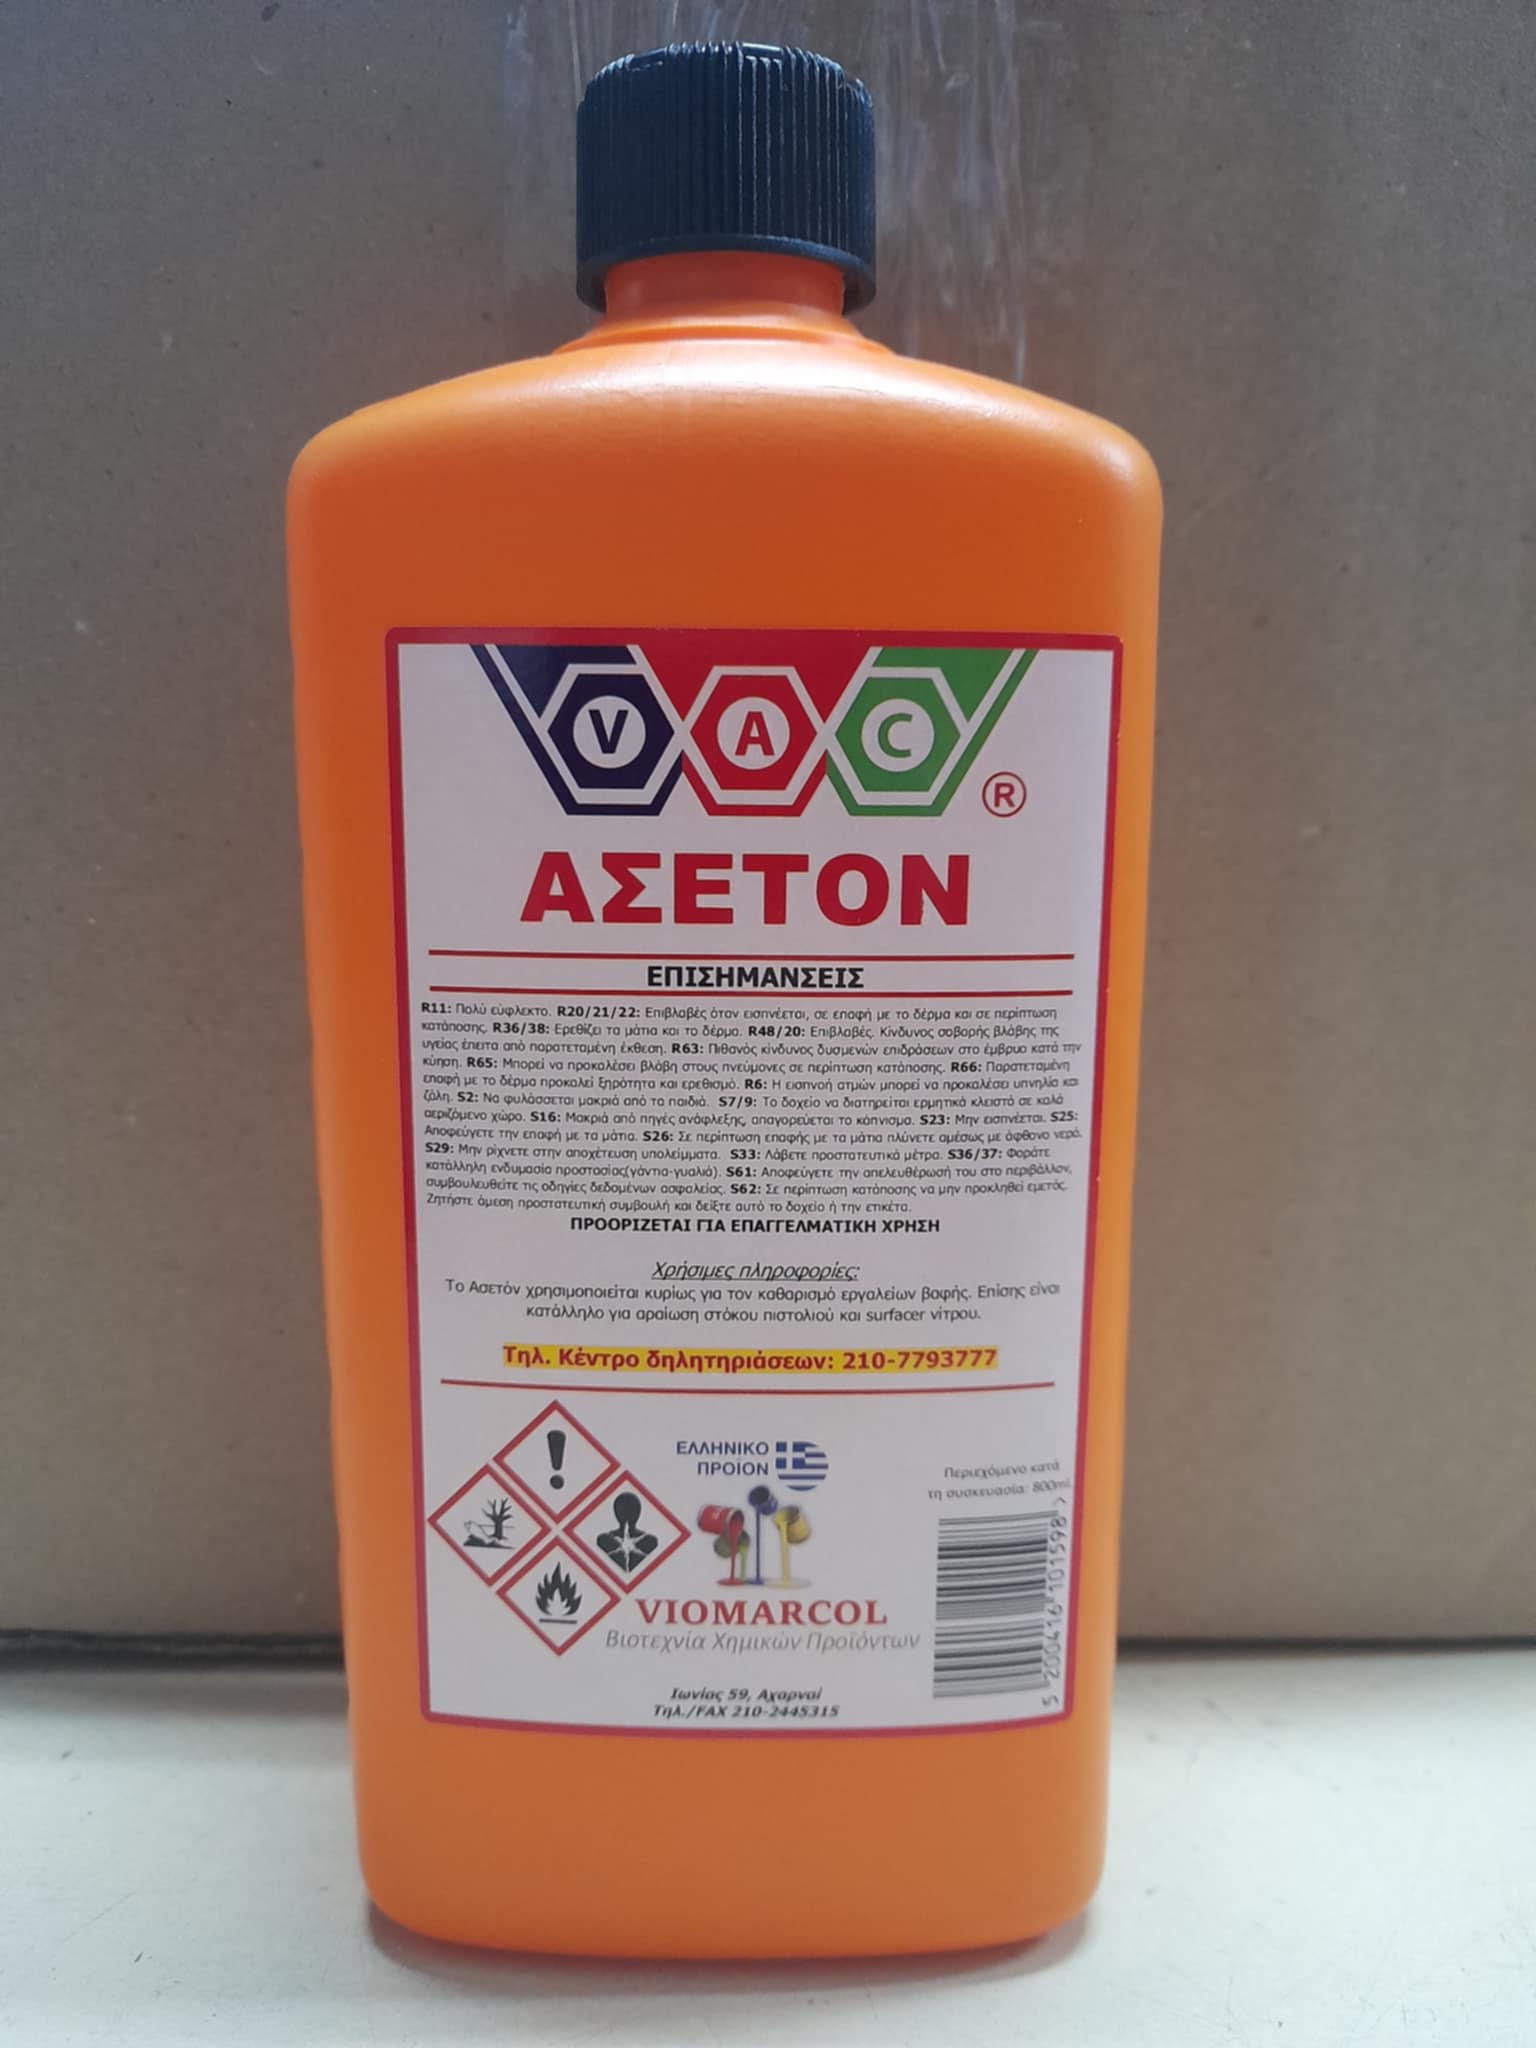 V A C ®
ΑΣΕΤΟΝ
ΕΠΙΣΗΜΑΝΣΕΙΣ
R11: Πολύ εύφλεκτο. R20/21/22: Επιβλαβές όταν εισπνέεται, σε επαφή με το δέρμα και σε περίπτωση
κατάποσης. R36/38: Ερεθίζει τα μάτια και το δέρμα. R48/20: Επιβλαβές. Κίνδυνος σοβαρής βλάβης της
υγείας έπειτα από παρατεταμένη έκθεση. R63: Πιθανός κίνδυνος δυσμενών επιδράσεων στο έμβρυο κατά την
κύηση. R65: Μπορεί να προκαλέσει βλάβη στους πνεύμονες σε περίπτωση κατάποσης. R66: Παρατεταμένη
επαφή με το δέρμα προκαλεί ξηρότητα και ερεθισμό. R6: Η εισπνοή ατμών μπορεί να προκαλέσει υπνηλία και
ζάλη. S2: Να φυλάσσεται μακριά από τα παιδιά. S7/9: Το δοχείο να διατηρείται ερμητικά κλειστό σε καλά
αεριζόμενο χώρο. S16: Μακριά από πηγές ανάφλεξης, απαγορεύεται το κάπνισμα. S23: Μην εισπνέεται. S25:
Αποφεύγετε την επαφή με τα μάτια. S26: Σε περίπτωση επαφής με τα μάτια πλύνετε αμέσως με άφθονο νερό.
S29: Μην ρίχνετε στην αποχέτευση υπολείμματα. S33: Λάβετε προστατευτικά μέτρα. S36/37: Φοράτε
κατάλληλη ενδυμασία προστασίας(γάντια-γυαλιά). S61: Αποφεύγετε την απελευθέρωσή του στο περιβάλλον,
συμβουλευθείτε τις οδηγίες δεδομένων ασφαλείας. S62: Σε περίπτωση κατάποσης να μην προκληθεί εμετός.
Ζητήστε άμεση προστατευτική συμβουλή και δείξτε αυτό το δοχείο ή την ετικέτα.
ΠΡΟΟΡΙΖΕΤΑΙ ΓΙΑ ΕΠΑΓΓΕΛΜΑΤΙΚΗ ΧΡΗΣΗ
Χρήσιμες πληροφορίες:
Το Ασετόν χρησιμοποιείται κυρίως για τον καθαρισμό εργαλείων βαφής. Επίσης είναι
κατάλληλο για αραίωση στόκου πιστολιού και surfacer νίτρου.
Τηλ. Κέντρο δηλητηριάσεων: 210-7793777
ΕΛΛΗΝΙΚΟ
ΠΡΟΪΟΝ
Περιεχόμενο κατά
τη συσκευασία: 800ml.
VIOMARCOL
Βιοτεχνία Χημικών Προϊόντων
Ιωνίας 59, Αχαρναί
Τηλ./FAX 210-2445315
5 200416 101598 >